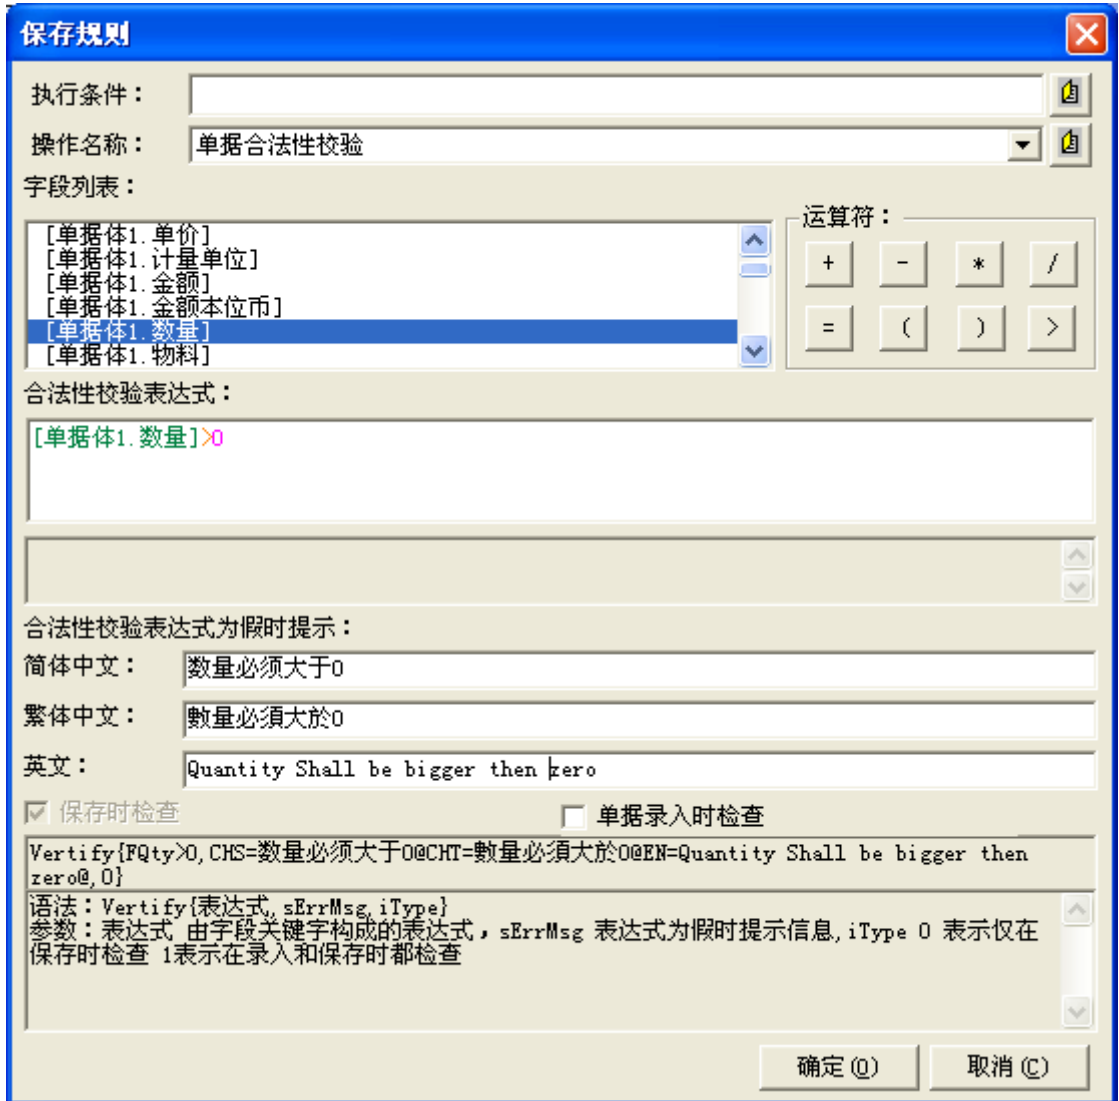 保存规则
执行条件：
操作名称：
单据合法性校验
字段列表：
[单据体1.单价]
[单据体1.计量单位]
[单据体1.金额]
[单据体1.金额本位币]
[单据体1.数量]
[单据体1.物料]
运算符：
+ - * /
= ( ) >
合法性校验表达式：
[单据体1.数量]>0
合法性校验表达式为假时提示：
简体中文：
数量必须大于0
繁体中文：
數量必須大於0
英文：
Quantity Shall be bigger then zero
保存时检查
单据录入时检查
Vertify{FQty>0,CHS=数量必须大于0@CHT=數量必須大於0@EN=Quantity Shall be bigger then
zero@,0}
语法：Vertify{表达式,sErrMsg,iType}
参数：表达式 由字段关键字构成的表达式，sErrMsg 表达式为假时提示信息,iType 0 表示仅在
保存时检查 1表示在录入和保存时都检查
确定(O)
取消(C)